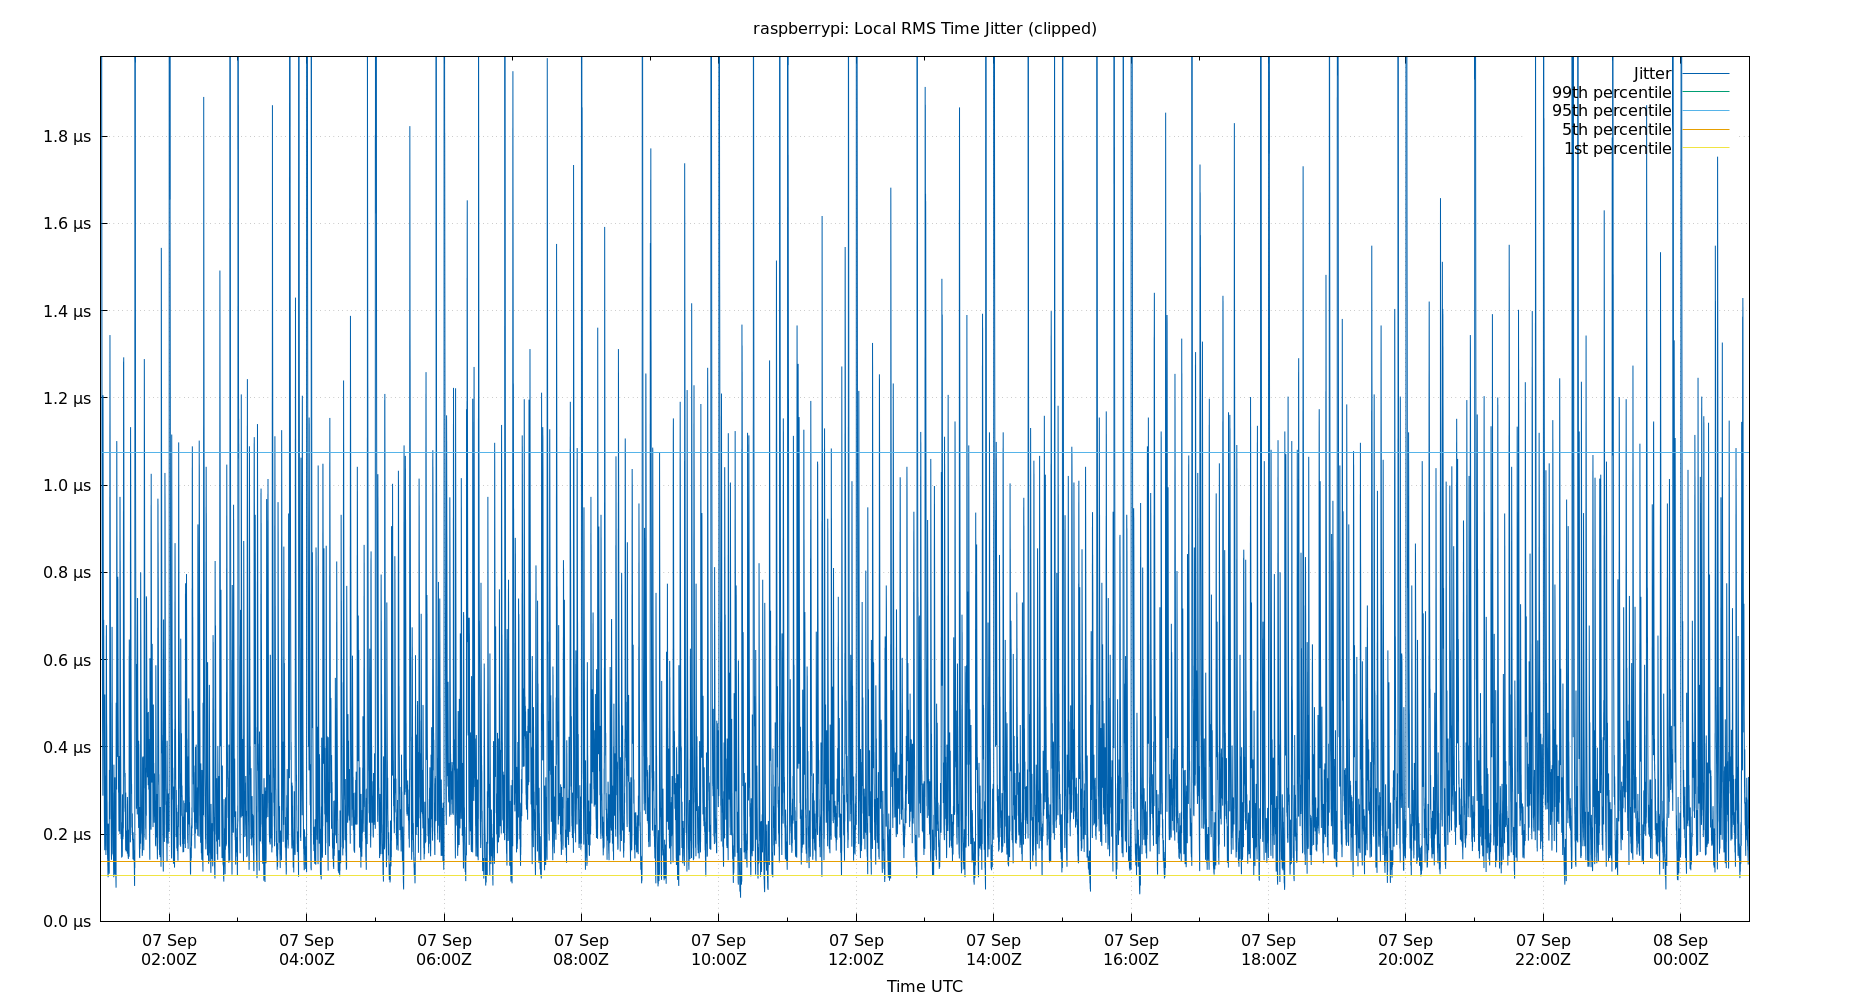 raspberrypi: Local RMS Time Jitter (clipped)
Jitter
99th percentile
95th percentile
5th percentile
1st percentile
1.8 µs
1.6 µs
1.4 µs
1.2 µs
1.0 µs
0.8 µs
0.6 µs
0.4 µs
0.2 µs
0.0 µs
07 Sep 07 Sep 07 Sep 07 Sep 07 Sep 07 Sep 07 Sep 07 Sep 07 Sep 07 Sep 07 Sep 08 Sep
02:00Z 04:00Z 06:00Z 08:00Z 10:00Z 12:00Z 14:00Z 16:00Z 18:00Z 20:00Z 22:00Z 00:00Z
Time UTC